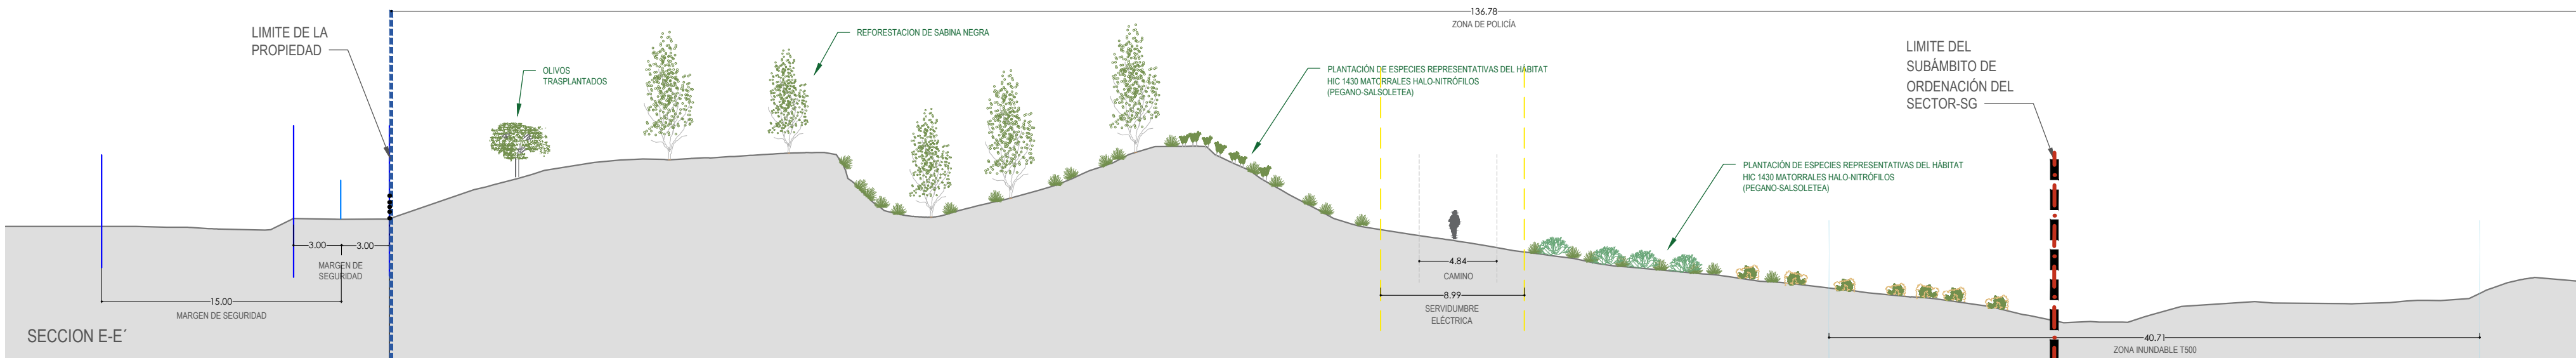 136.78
ZONA DE POLICÍA
LIMITE DE LA
PROPIEDAD
REFORESTACION DE SABINA NEGRA
OLIVOS
TRASPLANTADOS
PLANTACIÓN DE ESPECIES REPRESENTATIVAS DEL HÁBITAT
HIC 1430 MATORRALES HALO-NITRÓFILOS
(PEGANO-SALSOLETEA)
LIMITE DEL
SUBÁMBITO DE
ORDENACIÓN DEL
SECTOR-SG
PLANTACIÓN DE ESPECIES REPRESENTATIVAS DEL HÁBITAT
HIC 1430 MATORRALES HALO-NITRÓFILOS
(PEGANO-SALSOLETEA)
3.00
3.00
MARGEN DE
SEGURIDAD
15.00
MARGEN DE SEGURIDAD
4.84
CAMINO
8.99
SERVIDUMBRE
ELÉCTRICA
40.71
ZONA INUNDABLE T500
SECCION E-E´